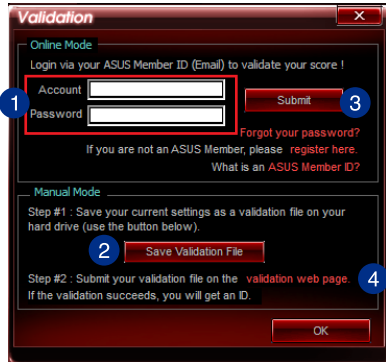 Validation
Online Mode
Login via your ASUS Member ID (Email) to validate your score !
1
Account
Password
Submit
3
Forgot your password?
If you are not an ASUS Member, please register here.
What is an ASUS Member ID?
Manual Mode
Step #1 : Save your current settings as a validation file on your
hard drive (use the button below).
2
Save Validation File
Step #2 : Submit your validation file on the validation web page.
4
If the validation succeeds, you will get an ID.
OK